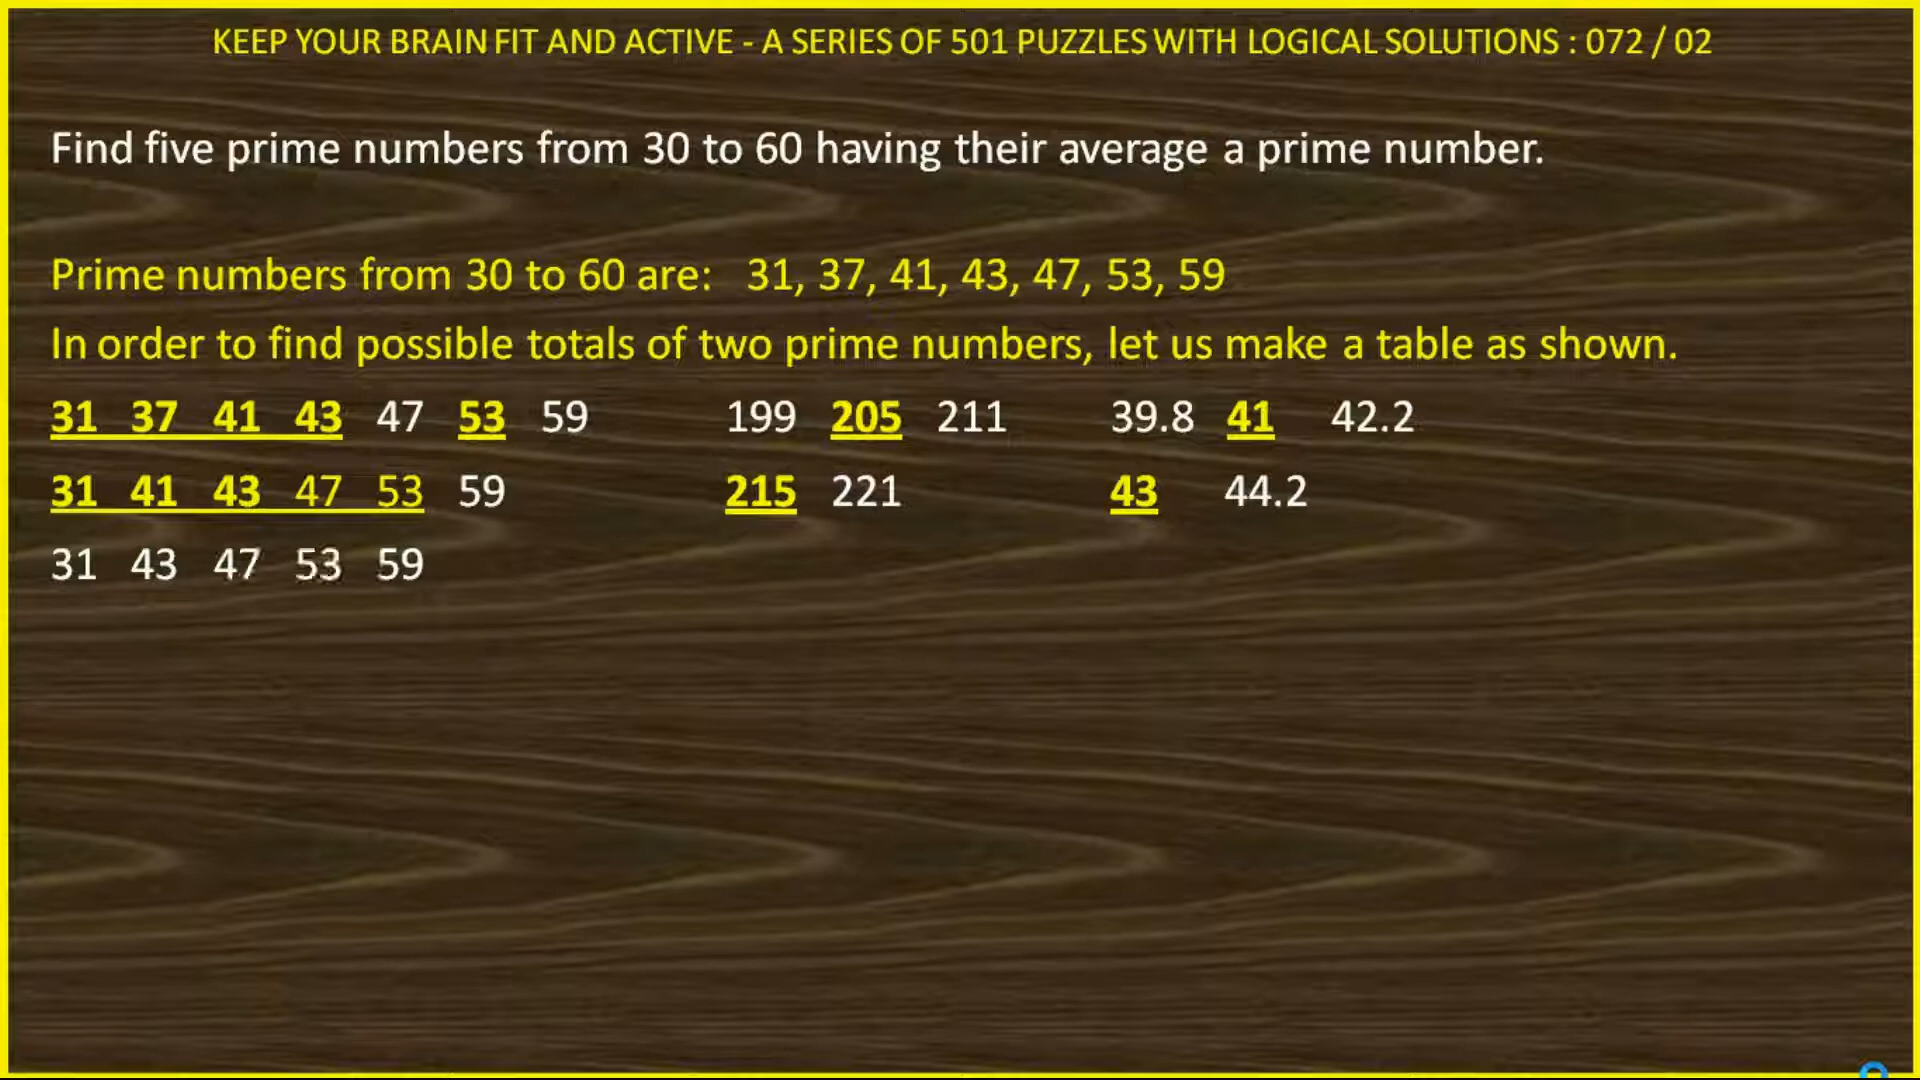 KEEP YOUR BRAIN FIT AND ACTIVE - A SERIES OF 501 PUZZLES WITH LOGICAL SOLUTIONS : 072 / 02
Find five prime numbers from 30 to 60 having their average a prime number.
Prime numbers from 30 to 60 are: 31, 37, 41, 43, 47, 53, 59
In order to find possible totals of two prime numbers, let us make a table as shown.
31 37 41 43 47 53 59 199 205 211 39.8 41 42.2
31 41 43 47 53 59 215 221 43 44.2
31 43 47 53 59